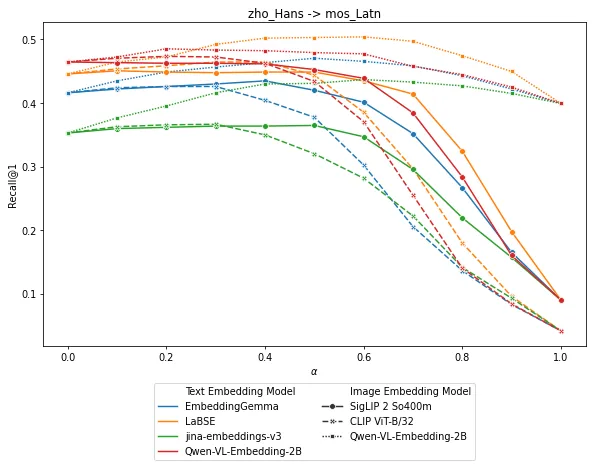 zho_Hans -> mos_Latn
Recall@1
0.5
0.4
0.3
0.2
0.1
0.0 0.2 0.4 0.6 0.8 1.0
α
Text Embedding Model Image Embedding Model
EmbeddingGemma SigLIP 2 So400m
LaBSE CLIP ViT-B/32
jina-embeddings-v3 Qwen-VL-Embedding-2B
Qwen-VL-Embedding-2B